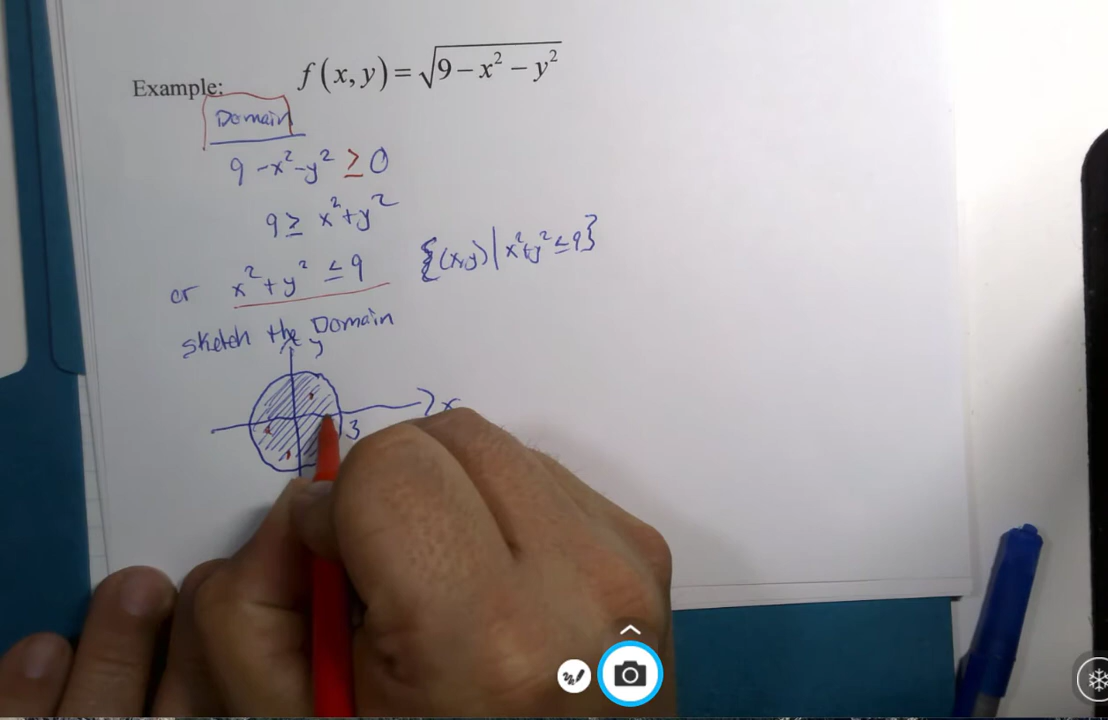 Example: f(x, y) = √9 − x² − y²
Domain
9 − x² − y² ≥ 0
9 ≥ x² + y²
or x² + y² ≤ 9 {(x,y) | x² + y² ≤ 9}
sketch the Domain
y
x
3